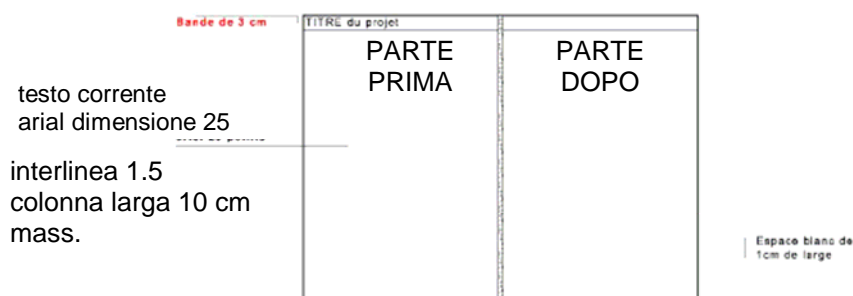 Bande de 3 cm
TITRE du projet
PARTE
PRIMA
PARTE
DOPO
testo corrente
arial dimensione 25
interlinea 1.5
colonna larga 10 cm
mass.
Espace blanc de
1cm de large